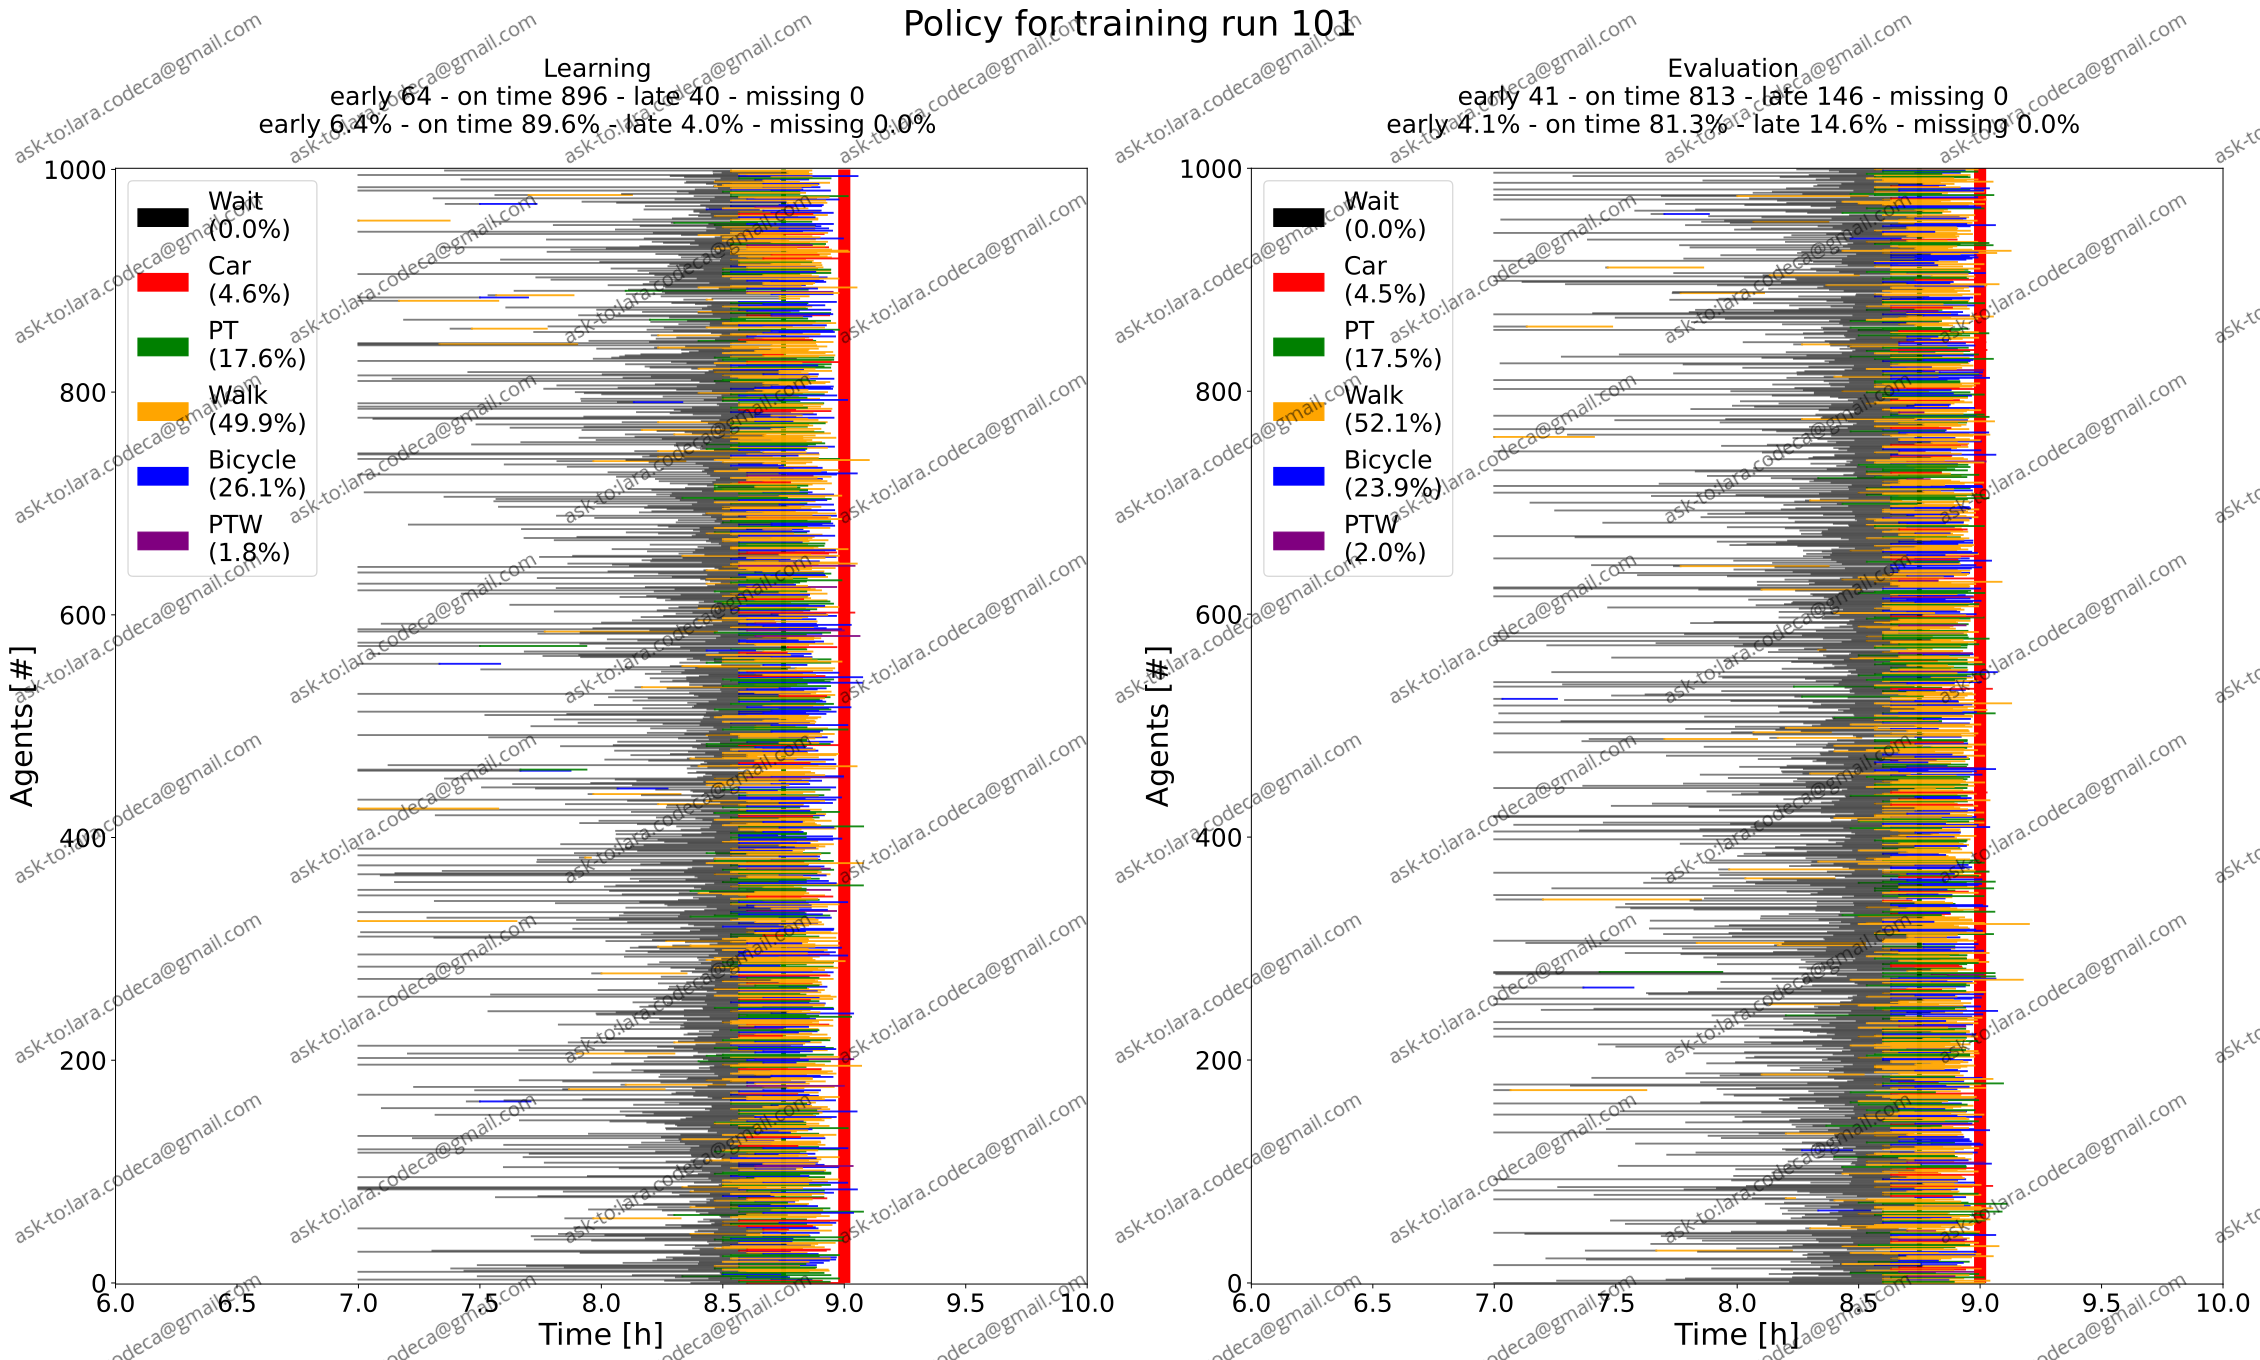 Policy for training run 101
Learning
early 64 - on time 896 - late 40 - missing 0
early 6.4% - on time 89.6% - late 4.0% - missing 0.0%
Wait
(0.0%)
Car
(4.6%)
PT
(17.6%)
Walk
(49.9%)
Bicycle
(26.1%)
PTW
(1.8%)
1000
800
600
400
200
0
Agents [#]
6.0 6.5 7.0 7.5 8.0 8.5 9.0 9.5 10.0
Time [h]
Evaluation
early 41 - on time 813 - late 146 - missing 0
early 4.1% - on time 81.3% - late 14.6% - missing 0.0%
Wait
(0.0%)
Car
(4.5%)
PT
(17.5%)
Walk
(52.1%)
Bicycle
(23.9%)
PTW
(2.0%)
1000
800
600
400
200
0
Agents [#]
6.0 6.5 7.0 7.5 8.0 8.5 9.0 9.5 10.0
Time [h]
ask-to:lara.codeca@gmail.com